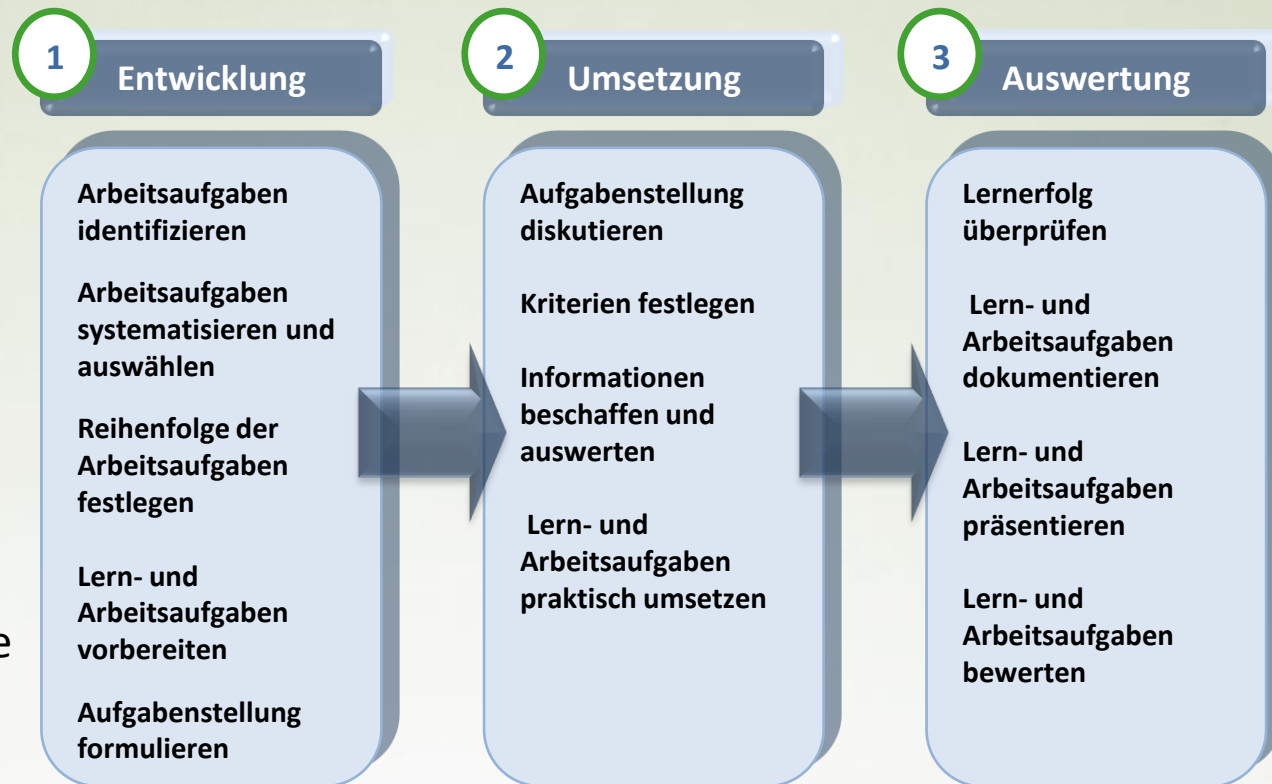 1
Entwicklung
Arbeitsaufgaben
identifizieren
Arbeitsaufgaben
systematisieren und
auswählen
Reihenfolge der
Arbeitsaufgaben
festlegen
Lern- und
Arbeitsaufgaben
vorbereiten
Aufgabenstellung
formulieren
e
2
Umsetzung
Aufgabenstellung
diskutieren
Kriterien festlegen
Informationen
beschaffen und
auswerten
Lern- und
Arbeitsaufgaben
praktisch umsetzen
3
Auswertung
Lernerfolg
überprüfen
Lern- und
Arbeitsaufgaben
dokumentieren
Lern- und
Arbeitsaufgaben
präsentieren
Lern- und
Arbeitsaufgaben
bewerten